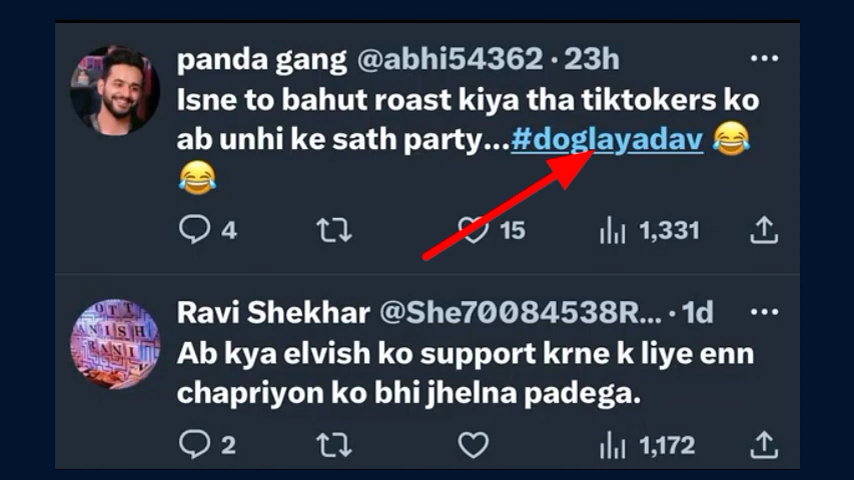 panda gang @abhi54362 · 23h
Isne to bahut roast kiya tha tiktokers ko
ab unhi ke sath party...#doglayadav 😂
😂
4 15 1,331
Ravi Shekhar @She70084538R... · 1d
Ab kya elvish ko support krne k liye enn
chapriyon ko bhi jhelna padega.
2 1,172